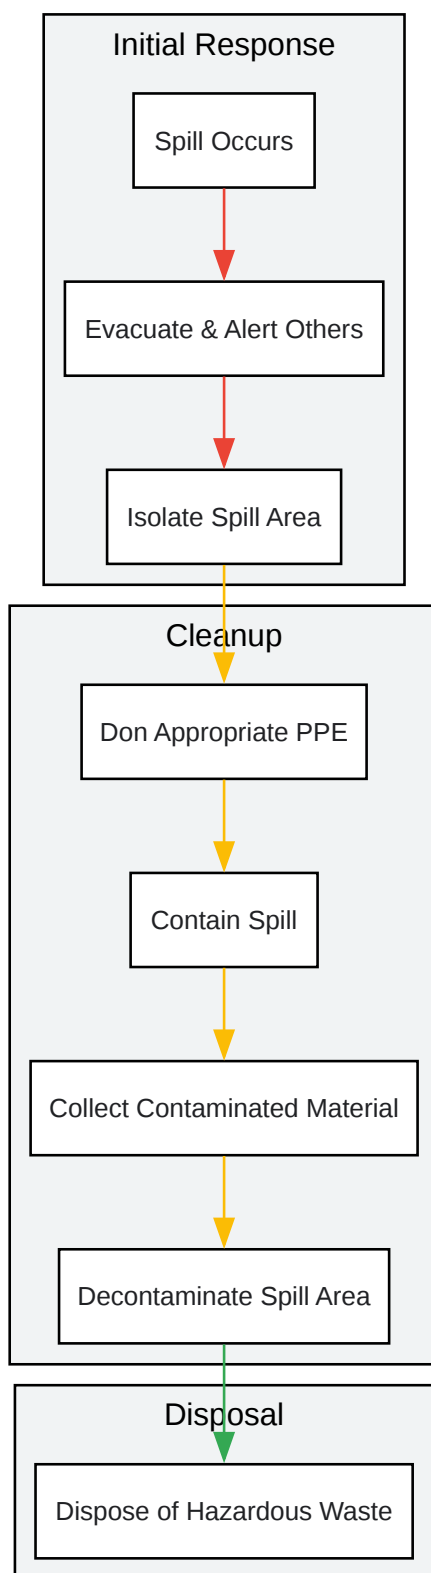 Initial Response
Spill Occurs
Evacuate & Alert Others
Isolate Spill Area
Cleanup
Don Appropriate PPE
Contain Spill
Collect Contaminated Material
Decontaminate Spill Area
Disposal
Dispose of Hazardous Waste